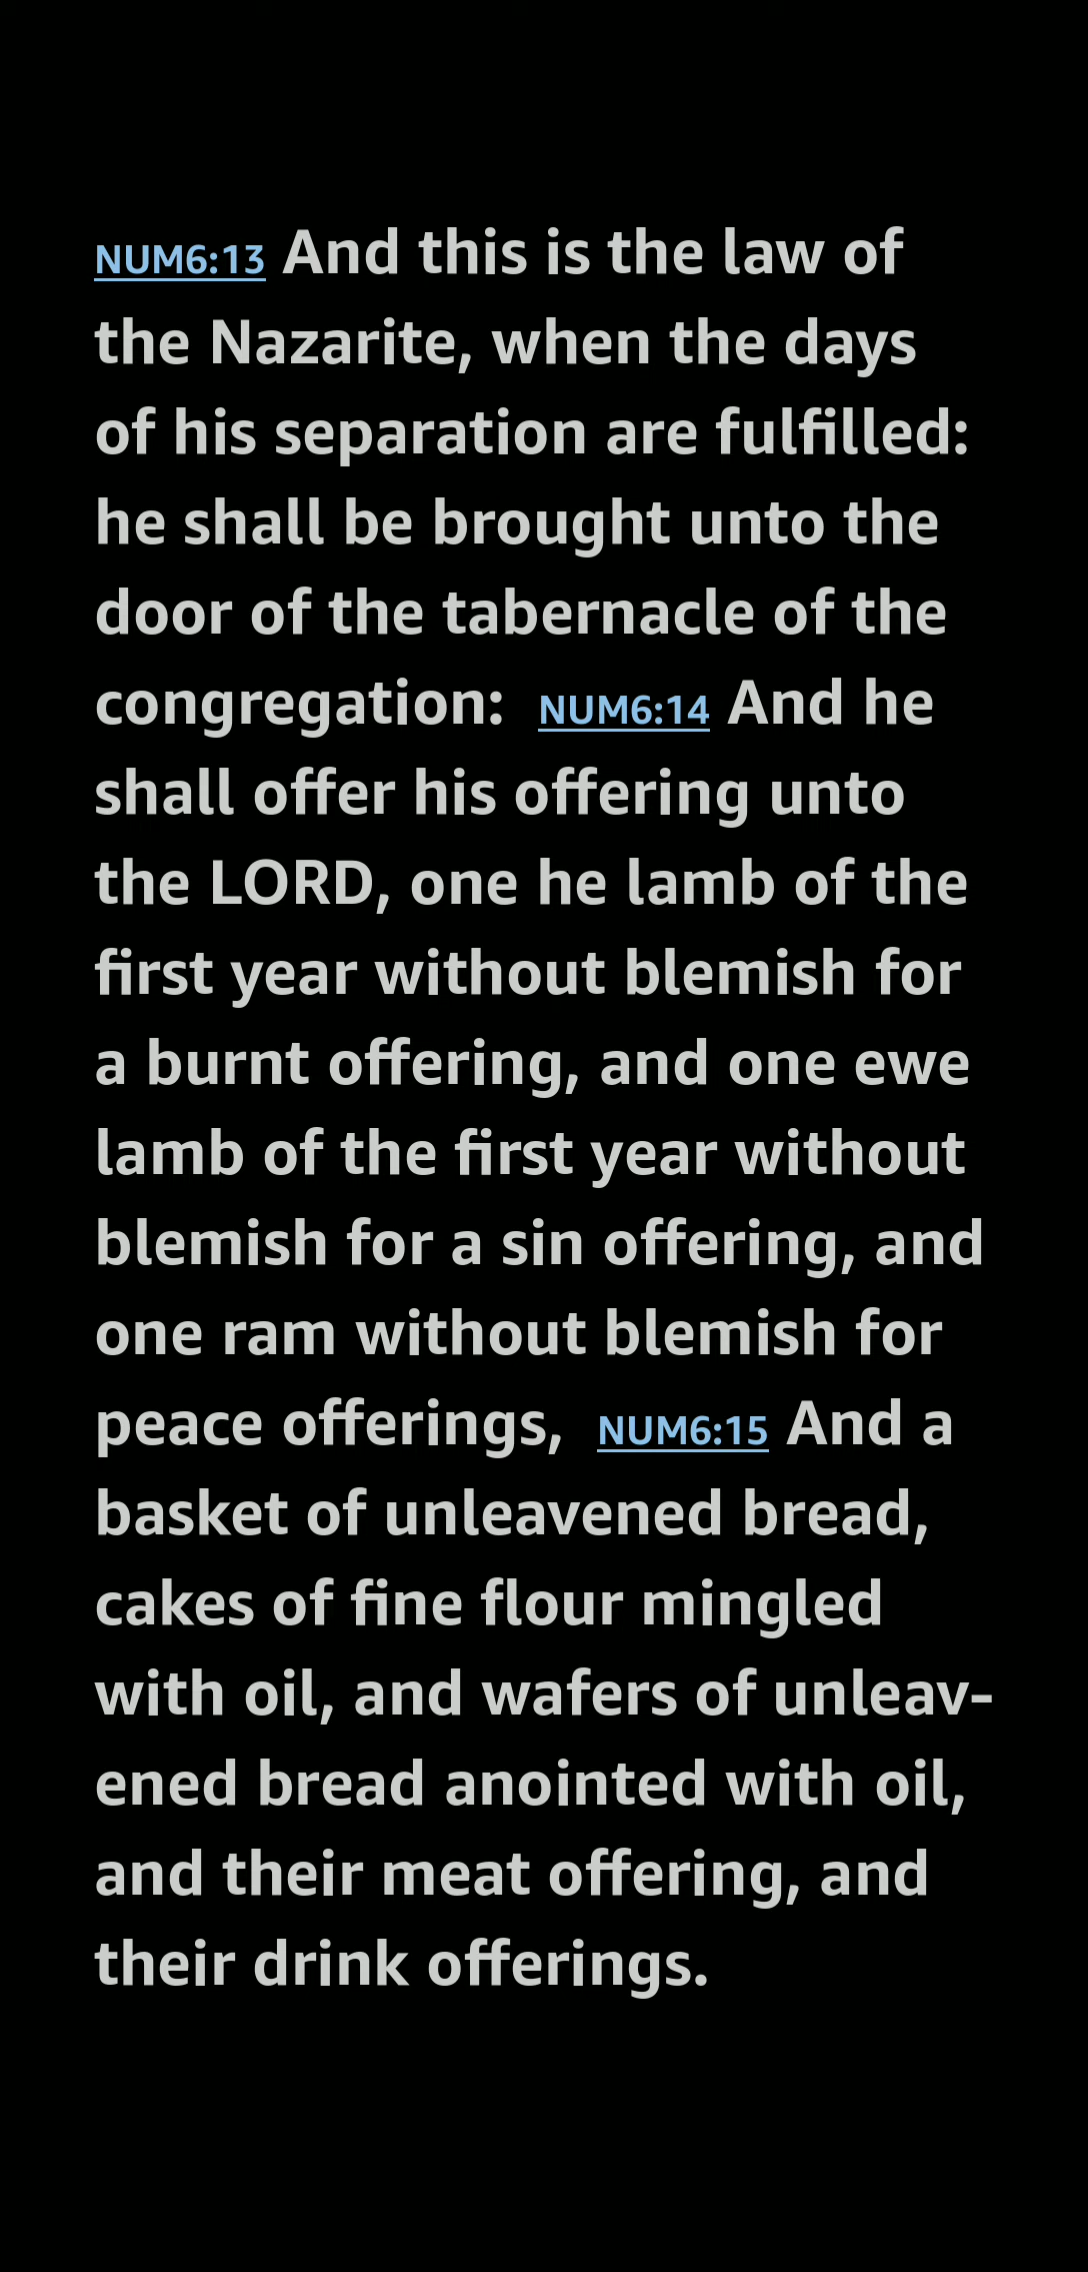 NUM6:13 And this is the law of
the Nazarite, when the days
of his separation are fulfilled:
he shall be brought unto the
door of the tabernacle of the
congregation: NUM6:14 And he
shall offer his offering unto
the LORD, one he lamb of the
first year without blemish for
a burnt offering, and one ewe
lamb of the first year without
blemish for a sin offering, and
one ram without blemish for
peace offerings, NUM6:15 And a
basket of unleavened bread,
cakes of fine flour mingled
with oil, and wafers of unleav-
ened bread anointed with oil,
and their meat offering, and
their drink offerings.